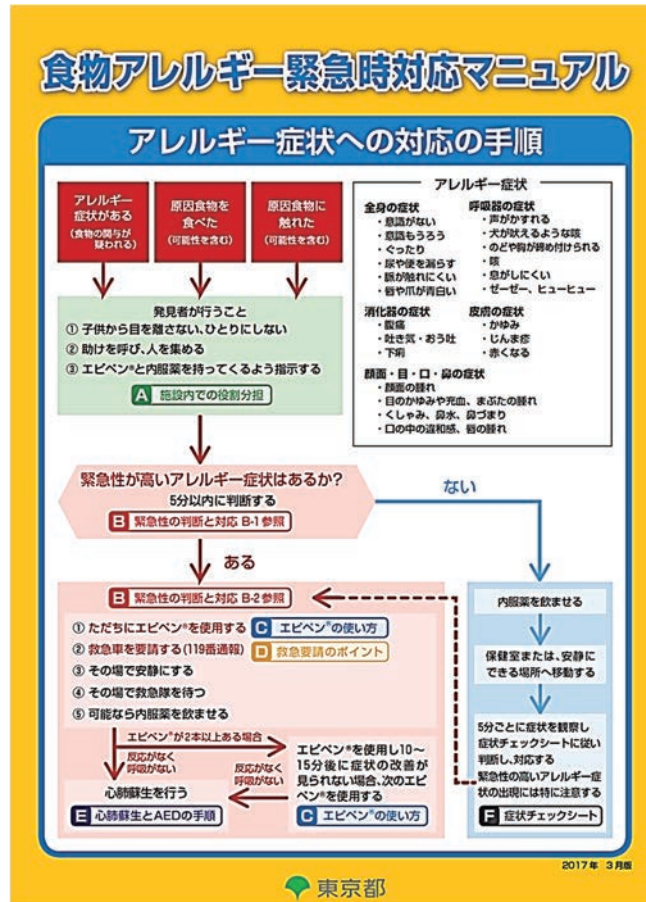 食物アレルギー緊急時対応マニュアル
アレルギー症状への対応の手順
アレルギー
症状がある
(食物の関与が
疑われる)
原因食物を
食べた
(可能性を含む)
原因食物に
触れた
(可能性を含む)
発見者が行うこと
① 子供から目を離さない、ひとりにしない
② 助けを呼び、人を集める
③ エピペン®と内服薬を持ってくるよう指示する
A 施設内での役割分担
アレルギー症状
全身の症状
・意識がない
・意識もうろう
・ぐったり
・尿や便を漏らす
・脈が触れにくい
・唇や爪が青白い
呼吸器の症状
・声がかすれる
・犬が吠えるような咳
・のどや胸が締め付けられる
・咳
・息がしにくい
・ゼーゼー、ヒューヒュー
消化器の症状
・腹痛
・吐き気・おう吐
・下痢
皮膚の症状
・かゆみ
・じんま疹
・赤くなる
顔面・目・口・鼻の症状
・顔面の腫れ
・目のかゆみや充血、まぶたの腫れ
・くしゃみ、鼻水、鼻づまり
・口の中の違和感、唇の腫れ
緊急性が高いアレルギー症状はあるか?
5分以内に判断する
B 緊急性の判断と対応 B-1参照
ない
ある
B 緊急性の判断と対応 B-2参照
① ただちにエピペン®を使用する C エピペン®の使い方
② 救急車を要請する(119番通報) D 救急要請のポイント
③ その場で安静にする
④ その場で救急隊を待つ
⑤ 可能なら内服薬を飲ませる
エピペン®が2本以上ある場合
反応がなく
呼吸がない
エピペン®を使用し10~
15分後に症状の改善が
見られない場合、次のエピ
ペン®を使用する
C エピペン®の使い方
反応がなく
呼吸がない
心肺蘇生を行う
E 心肺蘇生とAEDの手順
内服薬を飲ませる
保健室または、安静に
できる場所へ移動する
5分ごとに症状を観察し
症状チェックシートに従い
判断し、対応する
緊急性の高いアレルギー症
状の出現には特に注意する
F 症状チェックシート
2017年 3月版
東京都